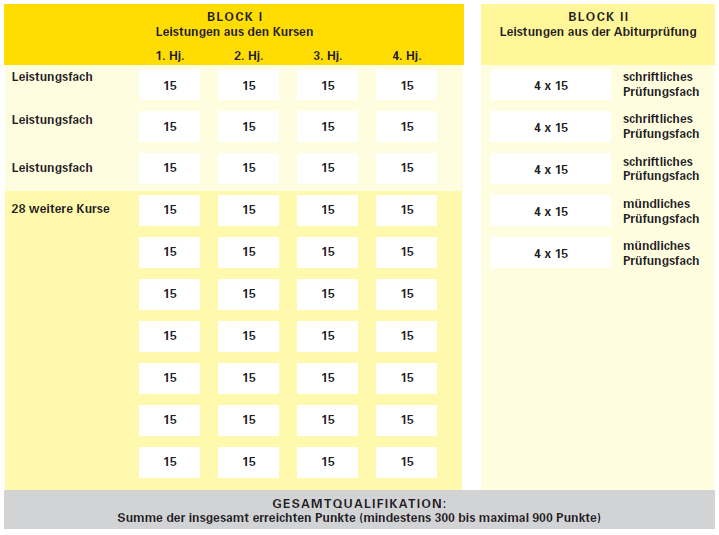 BLOCK I
Leistungen aus den Kursen
1. Hj. 2. Hj. 3. Hj. 4. Hj.
Leistungsfach 15 15 15 15
Leistungsfach 15 15 15 15
Leistungsfach 15 15 15 15
28 weitere Kurse 15 15 15 15
15 15 15 15
15 15 15 15
15 15 15 15
15 15 15 15
15 15 15 15
15 15 15 15
BLOCK II
Leistungen aus der Abiturprüfung
4 x 15 schriftliches
Prüfungsfach
4 x 15 schriftliches
Prüfungsfach
4 x 15 schriftliches
Prüfungsfach
4 x 15 mündliches
Prüfungsfach
4 x 15 mündliches
Prüfungsfach
GESAMTQUALIFIKATION:
Summe der insgesamt erreichten Punkte (mindestens 300 bis maximal 900 Punkte)